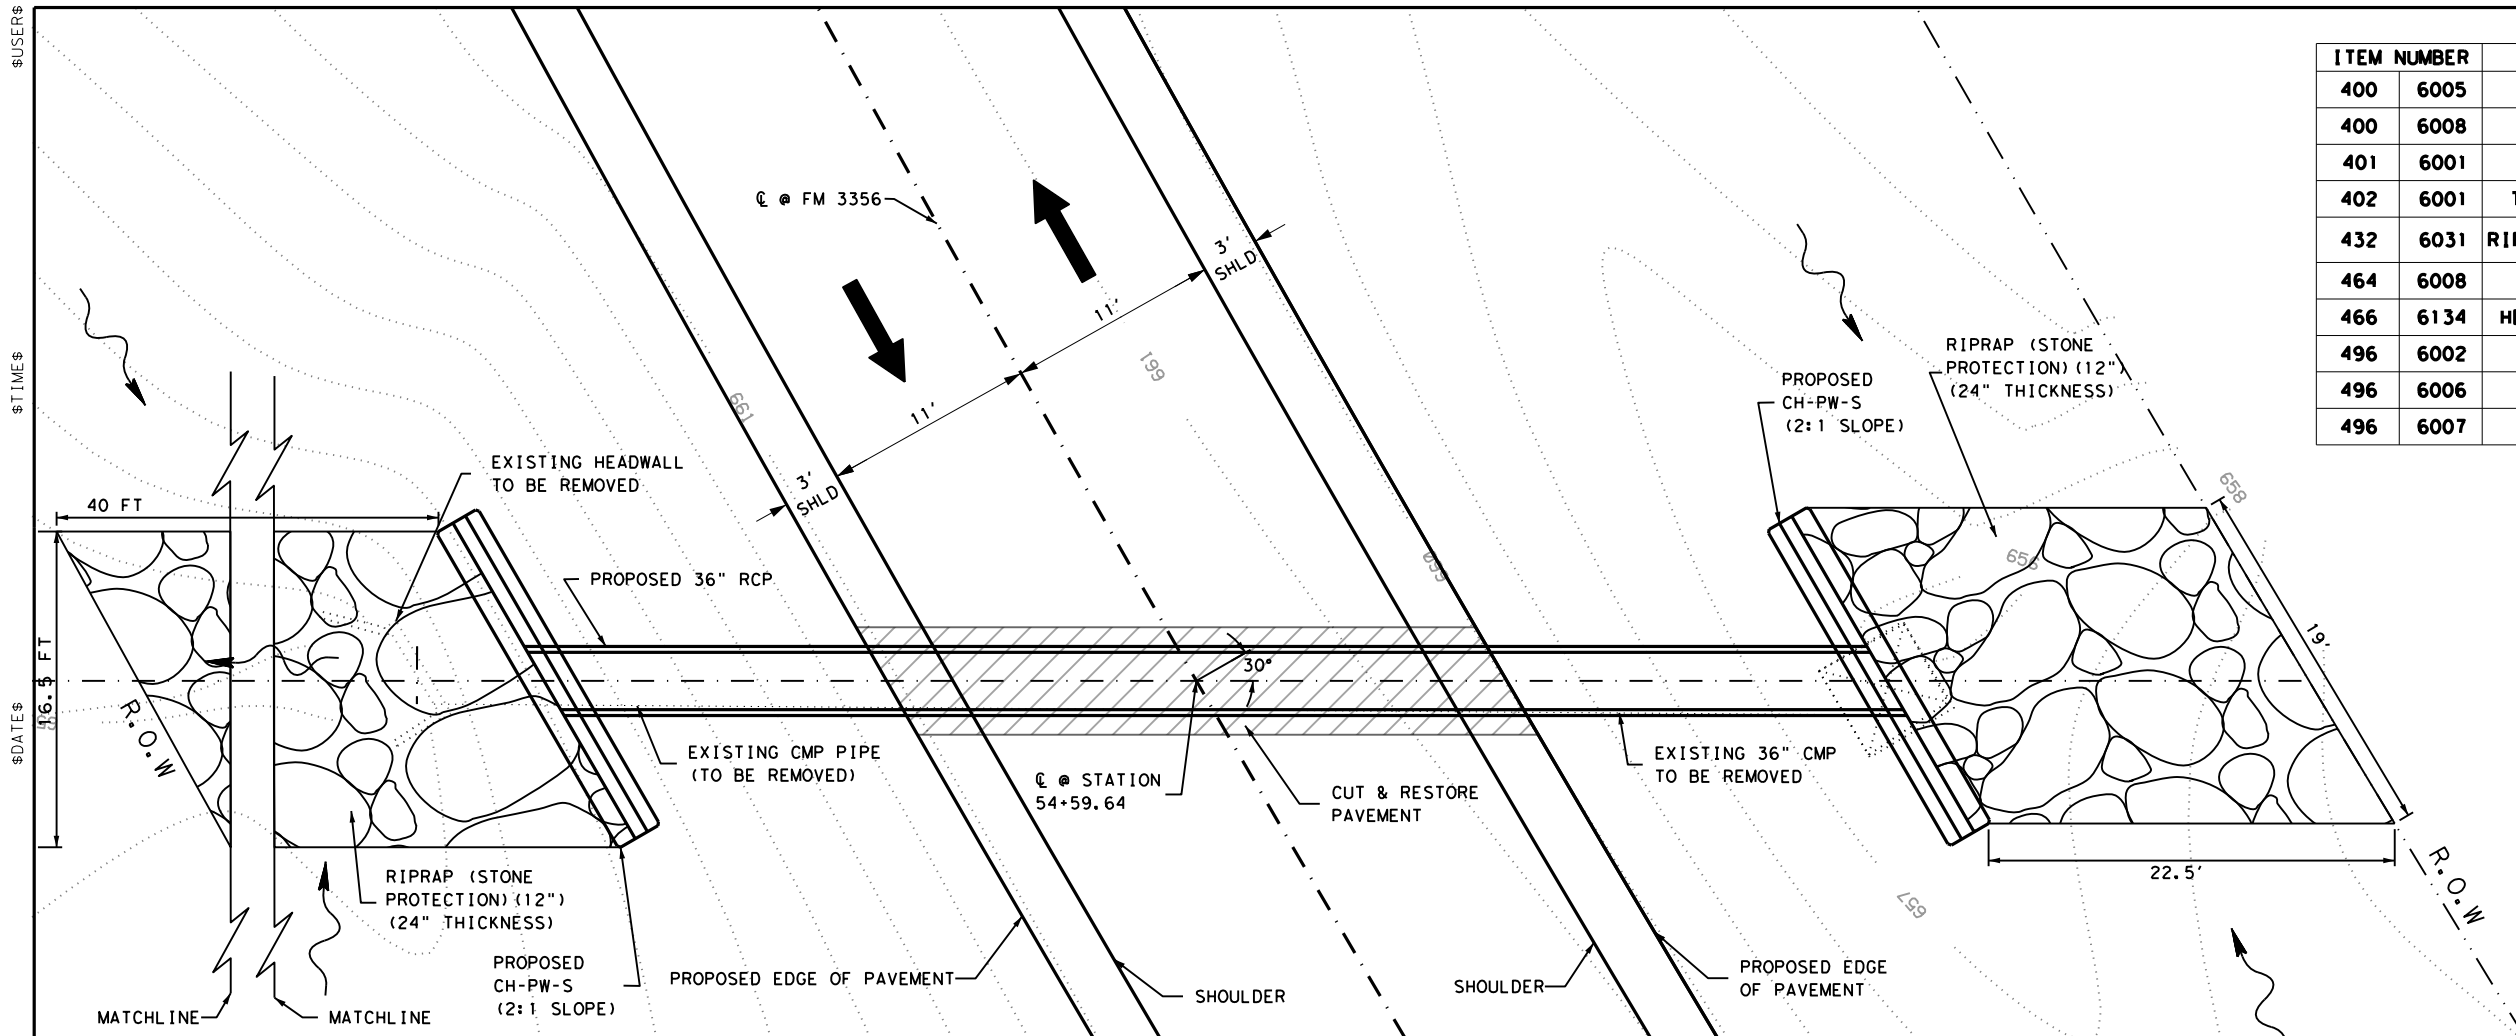 $USER$
$TIME$
$DATE$
ITEM NUMBER
400 6005
400 6008
401 6001
402 6001
432 6031
464 6008
466 6134
496 6002
496 6006
496 6007
℄ @ FM 3356
3'
SHLD
11'
11'
3'
SHLD
661
661
660
RIPRAP (STONE
PROTECTION)(12")
(24" THICKNESS)
PROPOSED
CH-PW-S
(2:1 SLOPE)
EXISTING HEADWALL
TO BE REMOVED
40 FT
658
PROPOSED 36" RCP
30°
19'
16.5 FT
R.O.W
EXISTING CMP PIPE
(TO BE REMOVED)
℄ @ STATION
54+59.64
CUT & RESTORE
PAVEMENT
EXISTING 36" CMP
TO BE REMOVED
22.5'
R.O.W
657
RIPRAP (STONE
PROTECTION)(12")
(24" THICKNESS)
PROPOSED
CH-PW-S
(2:1 SLOPE)
PROPOSED EDGE OF PAVEMENT
SHOULDER
SHOULDER
PROPOSED EDGE
OF PAVEMENT
MATCHLINE
MATCHLINE